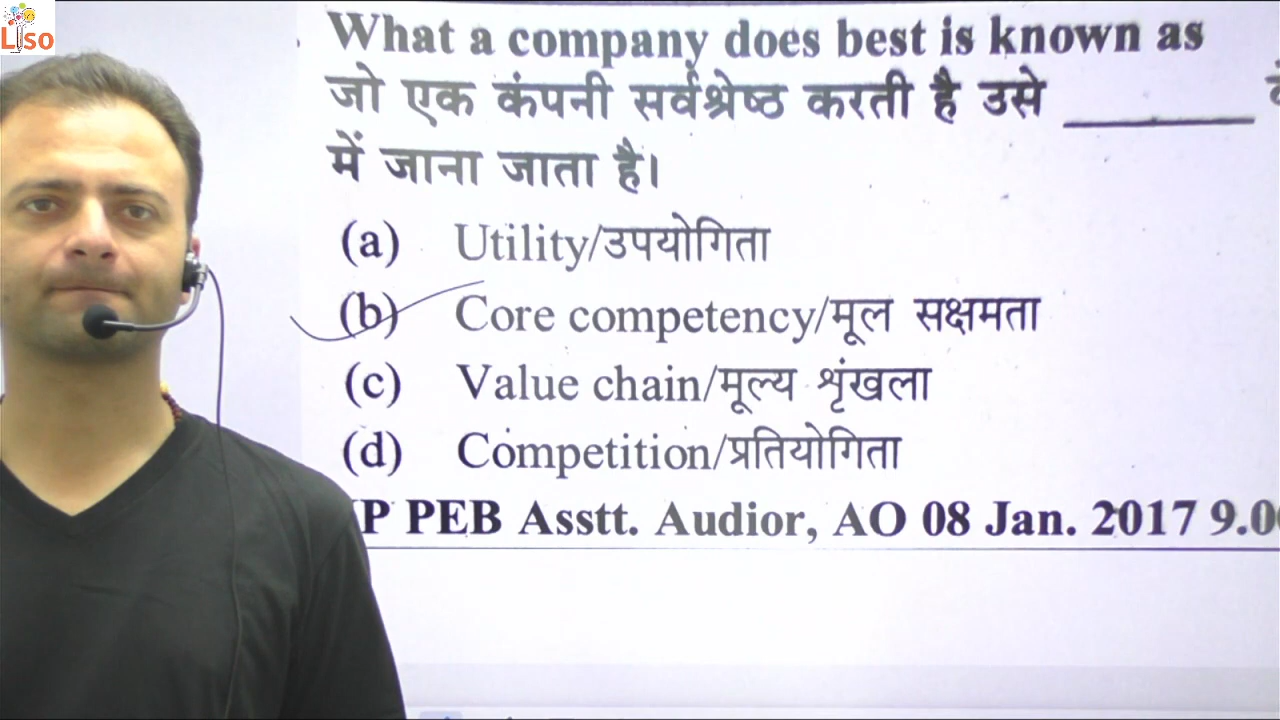 Liso
What a company does best is known as
जो एक कंपनी सर्वश्रेष्ठ करती है उसे ________
में जाना जाता है।
(a) Utility/उपयोगिता
(b) Core competency/मूल सक्षमता
(c) Value chain/मूल्य शृंखला
(d) Competition/प्रतियोगिता
P PEB Asstt. Audior, AO 08 Jan. 2017 9.0